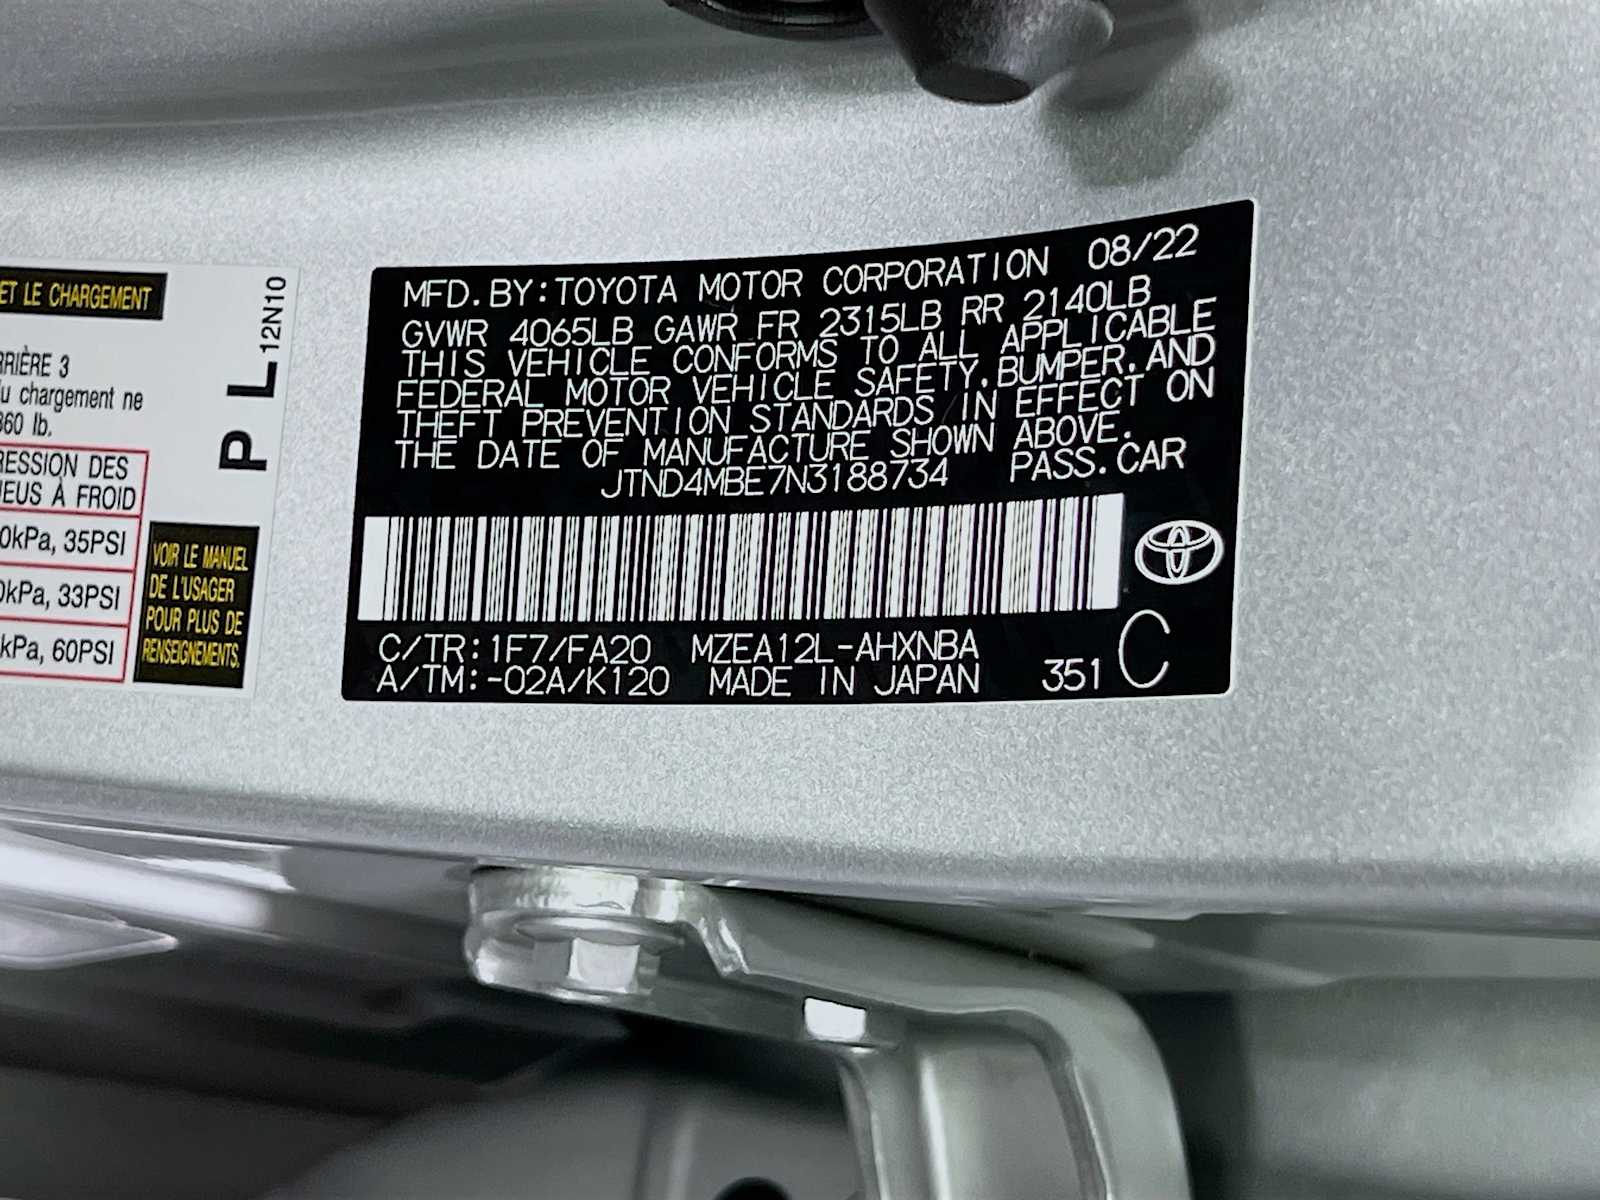 ET LE CHARGEMENT
RRIÈRE 3
u chargement ne
860 lb.
RESSION DES
NEUS À FROID
0kPa, 35PSI
0kPa, 33PSI
kPa, 60PSI
P L 12N10
VOIR LE MANUEL
DE L'USAGER
POUR PLUS DE
RENSEIGNEMENTS.
MFD. BY: TOYOTA MOTOR CORPORATION 08/22
GVWR 4065LB GAWR FR 2315LB RR 2140LB
THIS VEHICLE CONFORMS TO ALL APPLICABLE
FEDERAL MOTOR VEHICLE SAFETY, BUMPER, AND
THEFT PREVENTION STANDARDS IN EFFECT ON
THE DATE OF MANUFACTURE SHOWN ABOVE.
JTND4MBE7N3188734 PASS. CAR
C/TR: 1F7/FA20 MZEA12L-AHXNBA
A/TM: -02A/K120 MADE IN JAPAN 351 C